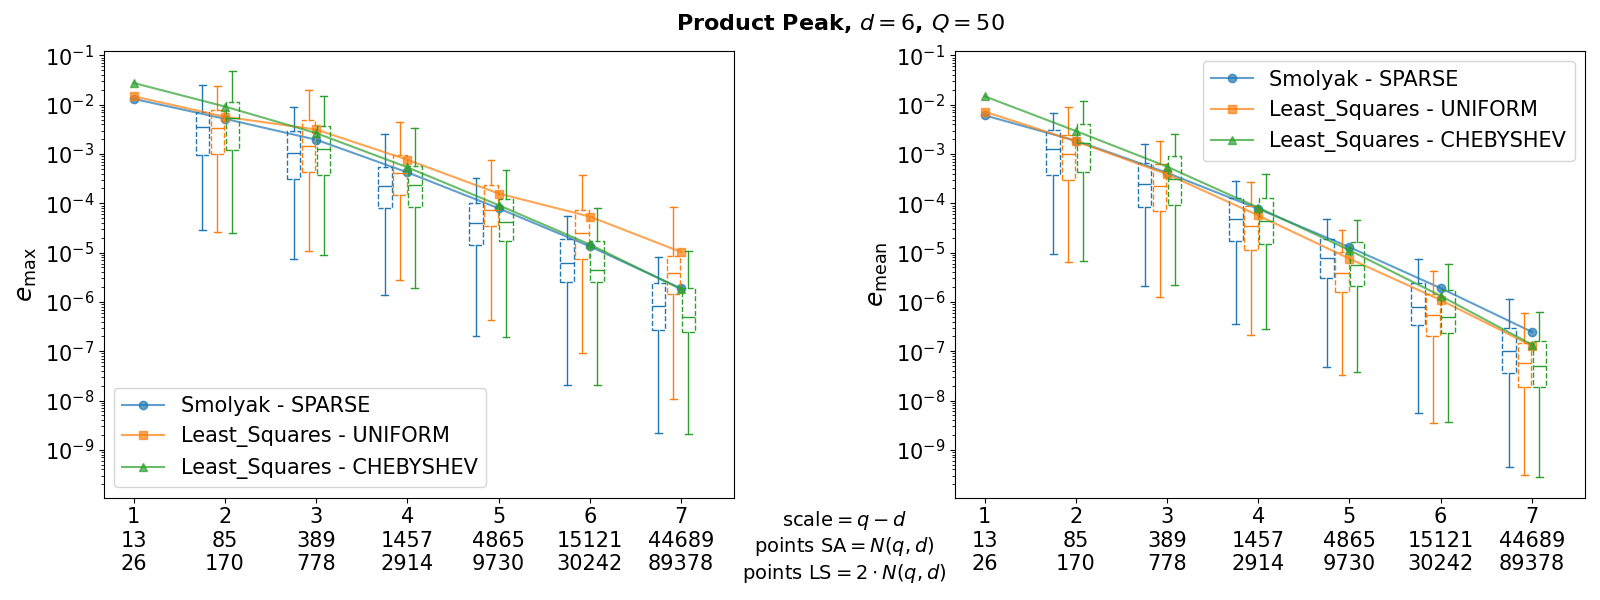 Product Peak, d = 6, Q = 50
10⁻¹
10⁻²
10⁻³
10⁻⁴
10⁻⁵
10⁻⁶
10⁻⁷
10⁻⁸
10⁻⁹
e_max
Smolyak - SPARSE
Least_Squares - UNIFORM
Least_Squares - CHEBYSHEV
1 2 3 4 5 6 7
13 85 389 1457 4865 15121 44689
26 170 778 2914 9730 30242 89378
scale = q − d
points SA = N(q, d)
points LS = 2 · N(q, d)
10⁻¹
10⁻²
10⁻³
10⁻⁴
10⁻⁵
10⁻⁶
10⁻⁷
10⁻⁸
10⁻⁹
e_mean
Smolyak - SPARSE
Least_Squares - UNIFORM
Least_Squares - CHEBYSHEV
1 2 3 4 5 6 7
13 85 389 1457 4865 15121 44689
26 170 778 2914 9730 30242 89378